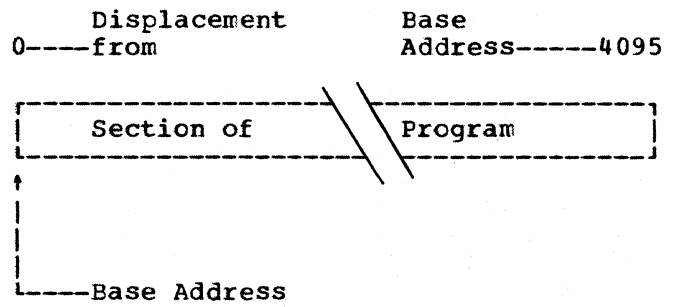 Displacement Base
0----from Address-----4095
Section of Program
Base Address